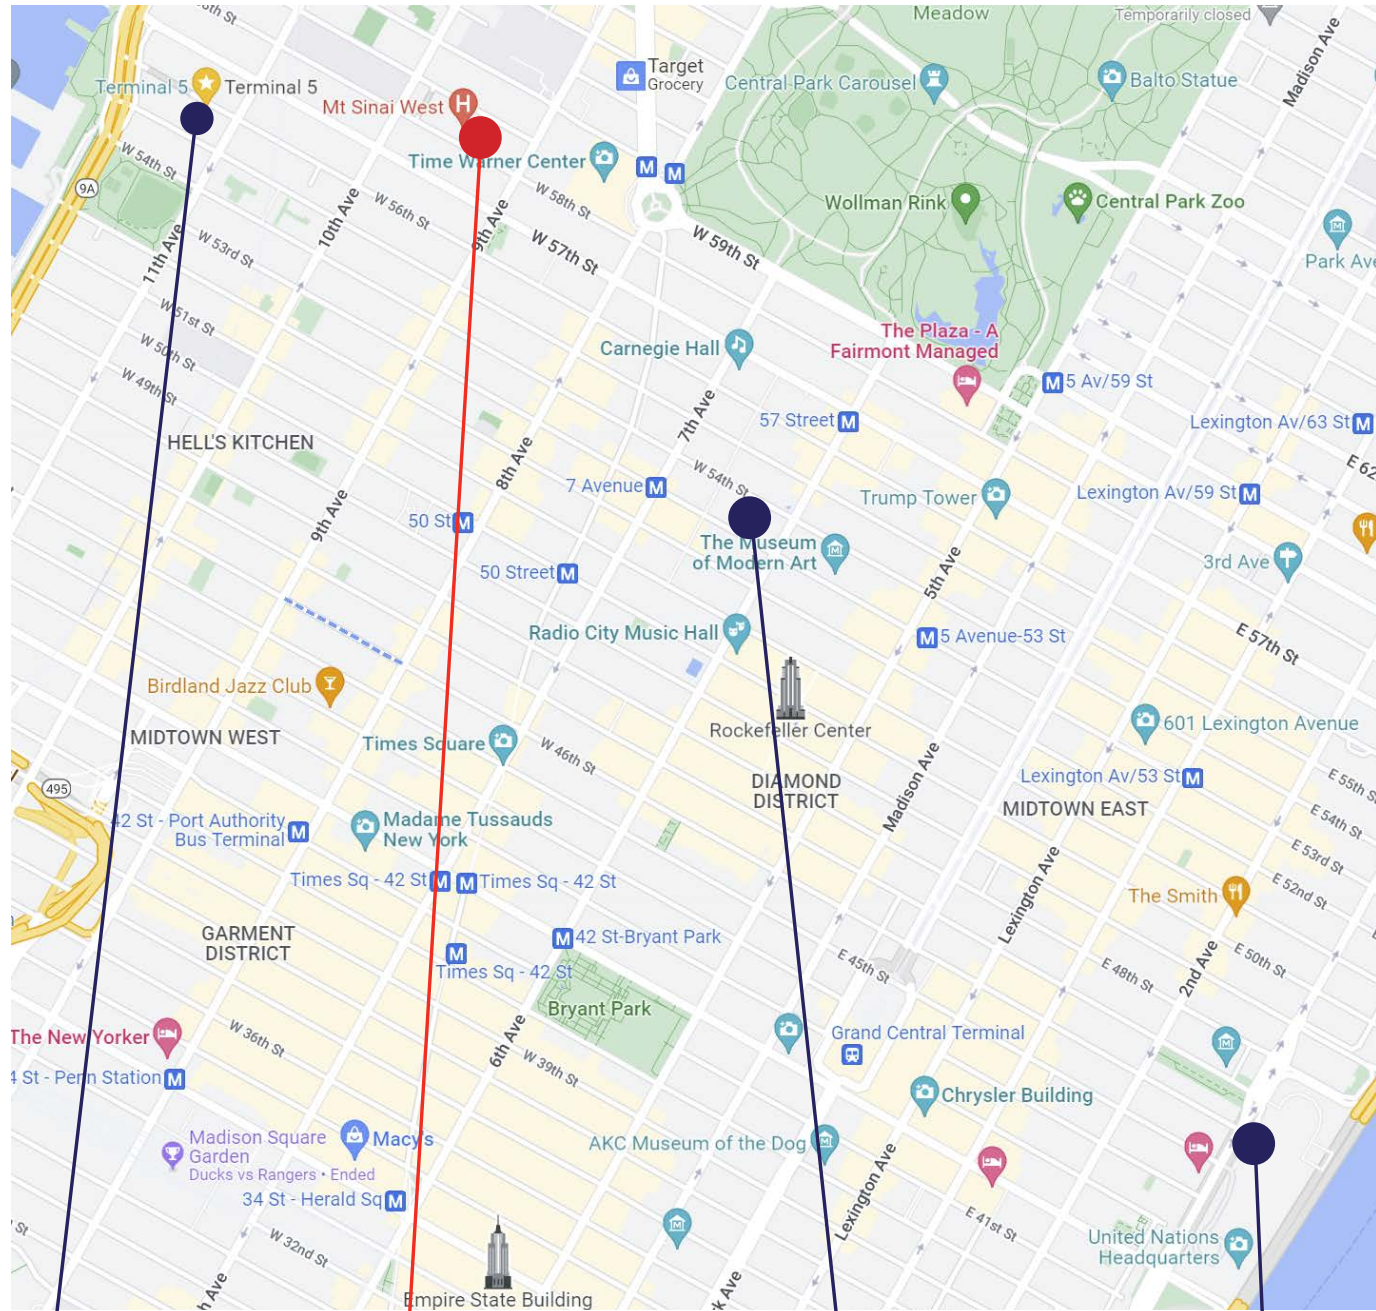 Meadow
Temporarily closed
Madison Ave
Target
Grocery
Terminal 5
Terminal 5
Mt Sinai West
H
Central Park Carousel
Balto Statue
Time Warner Center
M
M
W 54th St
9A
W 58th St
W 56th St
10th Ave
9th Ave
Wollman Rink
Central Park Zoo
W 57th St
W 59th St
11th Ave
W 53rd St
Park Ave
W 51st St
W 50th St
W 49th St
Carnegie Hall
The Plaza - A
Fairmont Managed
M 5 Av/59 St
7th Ave
57 Street M
Lexington Av/63 St M
HELL'S KITCHEN
8th Ave
E 62
7 Avenue M
W 54th St
Trump Tower
Lexington Av/59 St M
9th Ave
50 St M
The Museum
of Modern Art
3rd Ave
50 Street M
5th Ave
Radio City Music Hall
M 5 Avenue-53 St
E 57th St
Birdland Jazz Club
Rockefeller Center
601 Lexington Avenue
MIDTOWN WEST
Times Square
W 46th St
Madison Ave
DIAMOND
DISTRICT
Lexington Av/53 St M
E 55th St
495
MIDTOWN EAST
42 St - Port Authority
Bus Terminal M
Madame Tussauds
New York
E 54th St
E 53rd St
Times Sq - 42 St M
M Times Sq - 42 St
Lexington Ave
The Smith
E 52nd St
GARMENT
DISTRICT
M 42 St-Bryant Park
M
Times Sq - 42 St
E 45th St
E 48th St
2nd Ave
E 50th St
Bryant Park
The New Yorker
W 36th St
6th Ave
W 39th St
Grand Central Terminal
4 St - Penn Station M
Chrysler Building
Madison Square
Garden
Ducks vs Rangers • Ended
Macy's
AKC Museum of the Dog
34 St - Herald Sq M
Lexington Ave
E 41st St
W 32nd St
United Nations
Headquarters
Empire State Building
h Ave
k Ave